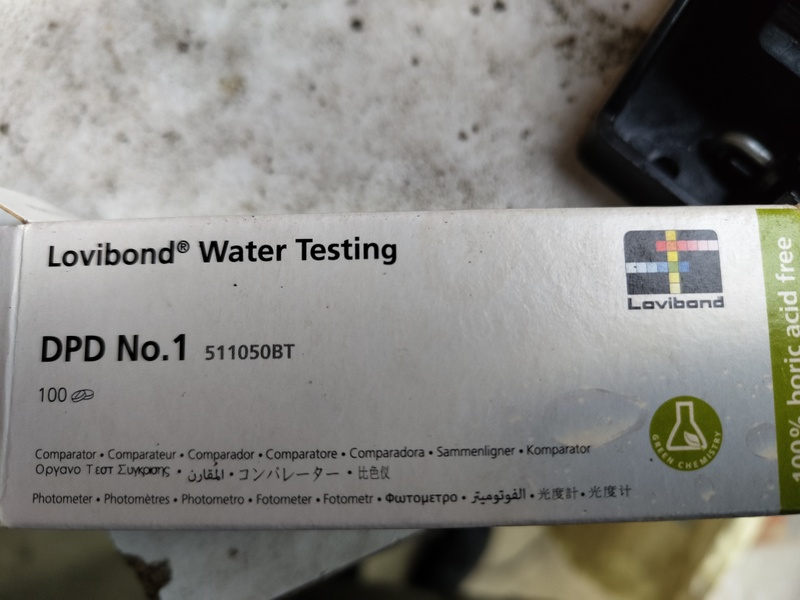 Lovibond® Water Testing
Lovibond
DPD No.1 511050BT
100
GREEN CHEMISTRY
100% boric acid free
Comparator • Comparateur • Comparador • Comparatore • Comparadora • Sammenligner • Komparator
Οργανο Τεστ Συγκρισης • المُقارن • コンパレーター • 比色仪
Photometer • Photomètres • Photometro • Fotometer • Fotometr • Φωτομετρο • الفوتوميتر • 光度計 • 光度计